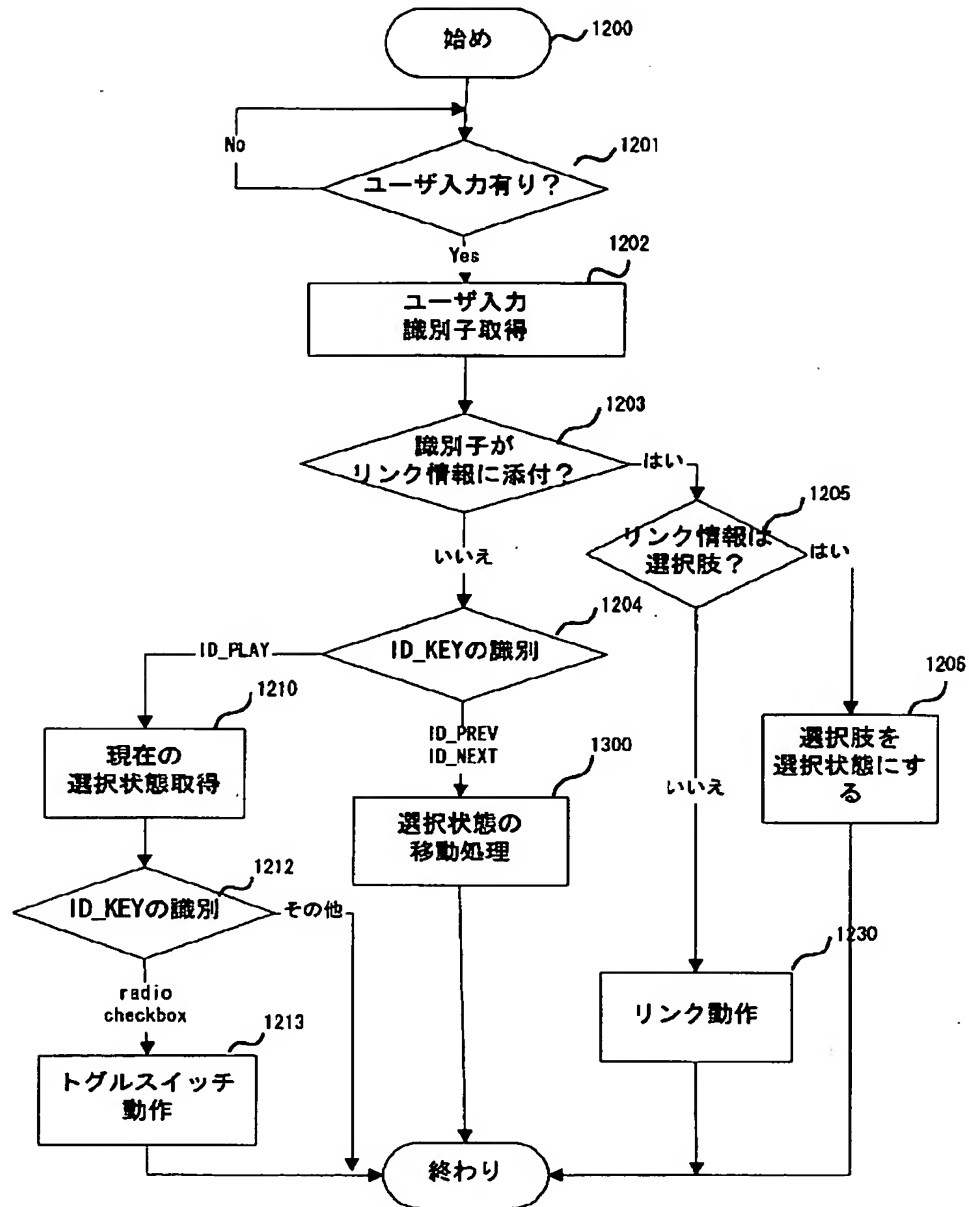 始め
1200
No
1201
ユーザ入力有り?
Yes
1202
ユーザ入力
識別子取得
1203
識別子が
リンク情報に添付?
はい
1205
リンク情報は
選択肢?
はい
いいえ
1204
ID_KEYの識別
ID_PLAY
1210
現在の
選択状態取得
ID_PREV
ID_NEXT
1300
選択状態の
移動処理
いいえ
1206
選択肢を
選択状態にす
る
1212
ID_KEYの識別
その他
radio
checkbox
1213
トグルスイッチ
動作
1230
リンク動作
終わり